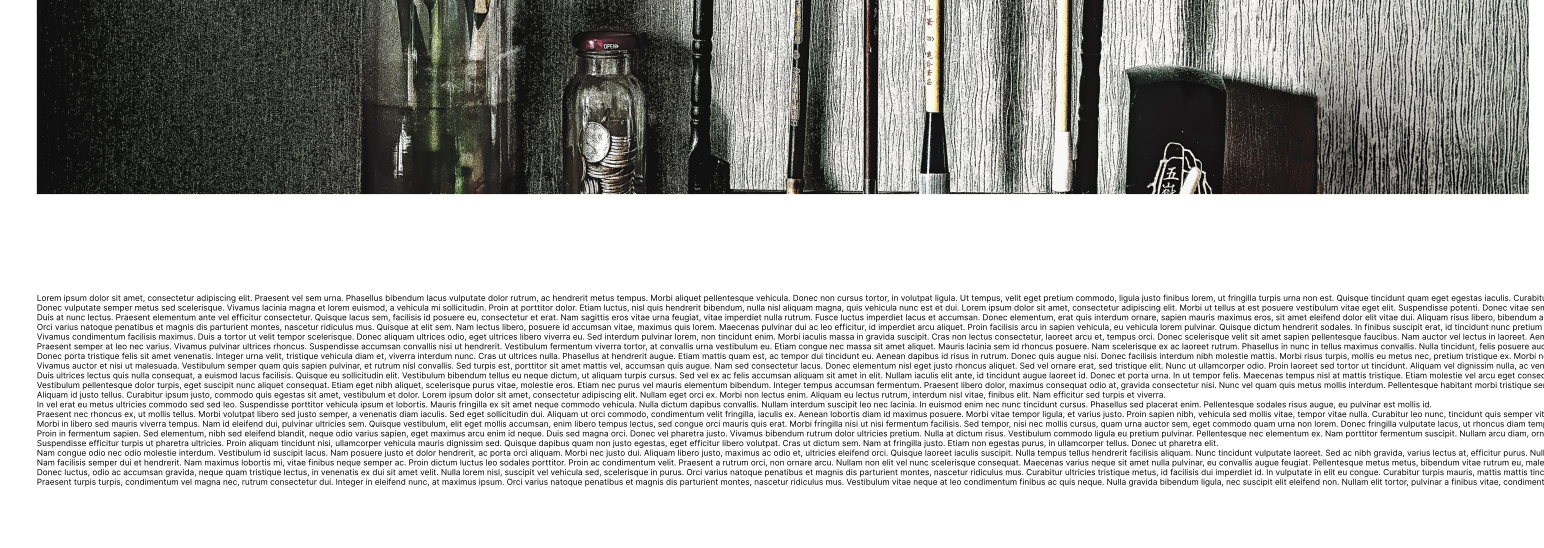 OPEN
五嶽
Lorem ipsum dolor sit amet, consectetur adipiscing elit. Praesent vel sem urna. Phasellus bibendum lacus vulputate dolor rutrum, ac hendrerit metus tempus. Morbi aliquet pellentesque vehicula. Donec non cursus tortor, in volutpat ligula. Ut tempus, velit eget pretium commodo, ligula justo finibus lorem, ut fringilla turpis urna non est. Quisque tincidunt quam eget egestas iaculis. Curabitu
Donec vulputate semper metus sed scelerisque. Vivamus lacinia magna et lorem euismod, a vehicula mi sollicitudin. Proin at porttitor dolor. Etiam luctus, nisl quis hendrerit bibendum, nulla nisl aliquam magna, quis vehicula nunc est et dui. Lorem ipsum dolor sit amet, consectetur adipiscing elit. Morbi ut tellus at est posuere vestibulum vitae eget sem. Suspendisse potenti. Donec vitae sem
Duis at nunc lectus. Praesent elementum ante vel efficitur consectetur. Quisque lacus sem, facilisis id posuere eu, consectetur et erat. Nam sagittis eros vitae urna feugiat, vitae imperdiet nulla rutrum. Fusce luctus imperdiet lacus et accumsan. Donec elementum, erat quis interdum ornare, sapien mauris maximus eros, sit amet eleifend dolor elit vitae dui. Aliquam risus libero, bibendum a
Orci varius natoque penatibus et magnis dis parturient montes, nascetur ridiculus mus. Quisque at elit sem. Nam lectus libero, posuere id accumsan vitae, maximus quis lorem. Maecenas pulvinar dui ac leo efficitur, id imperdiet arcu aliquet. Proin facilisis arcu in sapien vehicula, eu vehicula lorem pulvinar. Quisque dictum hendrerit sodales. In finibus suscipit erat, id tincidunt nunc pretium
Vivamus condimentum facilisis maximus. Duis a tortor ut velit tempor scelerisque. Donec aliquam ultrices odio, eget ultrices libero viverra eu. Sed interdum pulvinar lorem, non tincidunt enim. Morbi iaculis massa in gravida suscipit. Cras non lectus consectetur, laoreet arcu et, tempus orci. Donec scelerisque velit sit amet sapien pellentesque faucibus. Nam auctor vel lectus in laoreet. Aen
Praesent semper at leo nec varius. Vivamus pulvinar ultrices rhoncus. Suspendisse accumsan convallis nisi ut hendrerit. Vestibulum fermentum viverra tortor, at convallis urna vestibulum eu. Etiam congue nec massa sit amet aliquet. Mauris lacinia sem id rhoncus posuere. Nam scelerisque ex ac laoreet rutrum. Phasellus in nunc in tellus maximus convallis. Nulla tincidunt, felis posuere auc
Donec porta tristique felis sit amet venenatis. Integer urna velit, tristique vehicula diam et, viverra interdum nunc. Cras ut ultrices nulla. Phasellus at hendrerit augue. Etiam mattis quam est, ac tempor dui tincidunt eu. Aenean dapibus id risus in rutrum. Donec quis augue nisi. Donec facilisis interdum nibh molestie mattis. Morbi risus turpis, mollis eu metus nec, pretium tristique ex. Morbi n
Vivamus auctor et nisi ut malesuada. Vestibulum semper quam quis sapien pulvinar, et rutrum nisl convallis. Sed turpis est, porttitor sit amet mattis vel, accumsan quis augue. Nam sed consectetur lacus. Donec elementum nisl eget justo rhoncus aliquet. Sed vel ornare erat, sed tristique elit. Nunc ut ullamcorper odio. Proin laoreet sed tortor ut tincidunt. Aliquam vel dignissim nulla, ac ven
Duis ultrices lectus quis nulla consequat, a euismod lacus facilisis. Quisque eu sollicitudin elit. Vestibulum bibendum tellus eu neque dictum, ut aliquam turpis cursus. Sed vel ex ac felis accumsan aliquam sit amet in elit. Nullam iaculis elit ante, id tincidunt augue laoreet id. Donec et porta urna. In ut tempor felis. Maecenas tempus nisl at mattis tristique. Etiam molestie vel arcu eget consec
Vestibulum pellentesque dolor turpis, eget suscipit nunc aliquet consequat. Etiam eget nibh aliquet, scelerisque purus vitae, molestie eros. Etiam nec purus vel mauris elementum bibendum. Integer tempus accumsan fermentum. Praesent libero dolor, maximus consequat odio at, gravida consectetur nisi. Nunc vel quam quis metus mollis interdum. Pellentesque habitant morbi tristique sen
Aliquam id justo tellus. Curabitur ipsum justo, commodo quis egestas sit amet, vestibulum et dolor. Lorem ipsum dolor sit amet, consectetur adipiscing elit. Nullam eget orci ex. Morbi non lectus enim. Aliquam eu lectus rutrum, interdum nisl vitae, finibus elit. Nam efficitur sed turpis et viverra.
In vel erat eu metus ultricies commodo sed sed leo. Suspendisse porttitor vehicula ipsum et lobortis. Mauris fringilla ex sit amet neque commodo vehicula. Nulla dictum dapibus convallis. Nullam interdum suscipit leo nec lacinia. In euismod enim nec nunc tincidunt cursus. Phasellus sed placerat enim. Pellentesque sodales risus augue, eu pulvinar est mollis id.
Praesent nec rhoncus ex, ut mollis tellus. Morbi volutpat libero sed justo semper, a venenatis diam iaculis. Sed eget sollicitudin dui. Aliquam ut orci commodo, condimentum velit fringilla, iaculis ex. Aenean lobortis diam id maximus posuere. Morbi vitae tempor ligula, et varius justo. Proin sapien nibh, vehicula sed mollis vitae, tempor vitae nulla. Curabitur leo nunc, tincidunt quis semper vit
Morbi in libero sed mauris viverra tempus. Nam id eleifend dui, pulvinar ultricies sem. Quisque vestibulum, elit eget mollis accumsan, enim libero tempus lectus, sed congue orci mauris quis erat. Morbi fringilla nisi ut nisi fermentum facilisis. Sed tempor, nisi nec mollis cursus, quam urna auctor sem, eget commodo quam urna non lorem. Donec fringilla vulputate lacus, ut rhoncus justo temp
Proin in fermentum sapien. Sed elementum, nibh sed eleifend blandit, neque odio varius sapien, eget maximus arcu enim id neque. Duis sed magna orci. Donec vel pharetra justo. Vivamus bibendum rutrum dolor ultricies pretium. Nulla at dictum risus. Vestibulum commodo ligula eu pretium congue. Pellentesque nec elementum ex. Nam porttitor fermentum suscipit. Nullam arcu diam, orn
Suspendisse efficitur turpis ut pharetra ultricies. Proin aliquam tincidunt nisi, ullamcorper vehicula mauris dignissim sed. Quisque dapibus quam non justo egestas, eget efficitur libero volutpat. Cras ut dictum sem. Nulla at fringilla justo. Etiam non egestas purus, in ullamcorper tellus. Donec ut pharetra elit.
Nam congue odio nec odio molestie interdum. Vestibulum id suscipit lacus. Nam posuere justo et dolor hendrerit, ac porta orci aliquam. Morbi nec justo dui. Aliquam libero justo, maximus ac odio et, ultricies eleifend orci. Quisque laoreet iaculis suscipit. Nulla tempus tellus hendrerit tellus facilisis aliquam. Nunc tincidunt vulputate laoreet. Sed ac nibh gravida, varius lectus at, efficitur purus. Null
Nam facilisis semper dui et hendrerit. Nam maximus lobortis mi, vitae finibus neque semper ac. Proin dictum luctus leo sodales porttitor. Proin ac condimentum velit. Praesent a rutrum orci, non ornare arcu. Nullam non elit vel nunc scelerisque consequat. Maecenas varius neque sit amet nulla pulvinar, eu convallis augue feugiat. Pellentesque metus metus, bibendum vitae rutrum eu, male
Donec luctus, odio ac accumsan gravida, neque quam tristique lectus, in venenatis ex dui sit amet velit. Nulla lorem nisl, suscipit vel vehicula sed, scelerisque in purus. Orci varius natoque penatibus et magnis dis parturient montes, nascetur ridiculus mus. Curabitur ultricies tristique metus, id facilisis dui imperdiet id. In vulputate in elit eu congue. Curabitur turpis mauris, mattis mattis tinc
Praesent turpis turpis, condimentum vel magna nec, rutrum consectetur dui. Integer in eleifend nunc, at maximus ipsum. Orci varius natoque penatibus et magnis dis parturient montes, nascetur ridiculus mus. Vestibulum vitae neque at leo condimentum finibus ac quis neque. Nulla gravida bibendum ligula, nec suscipit elit eleifend non. Nullam elit tortor, pulvinar a finibus vitae, condiment